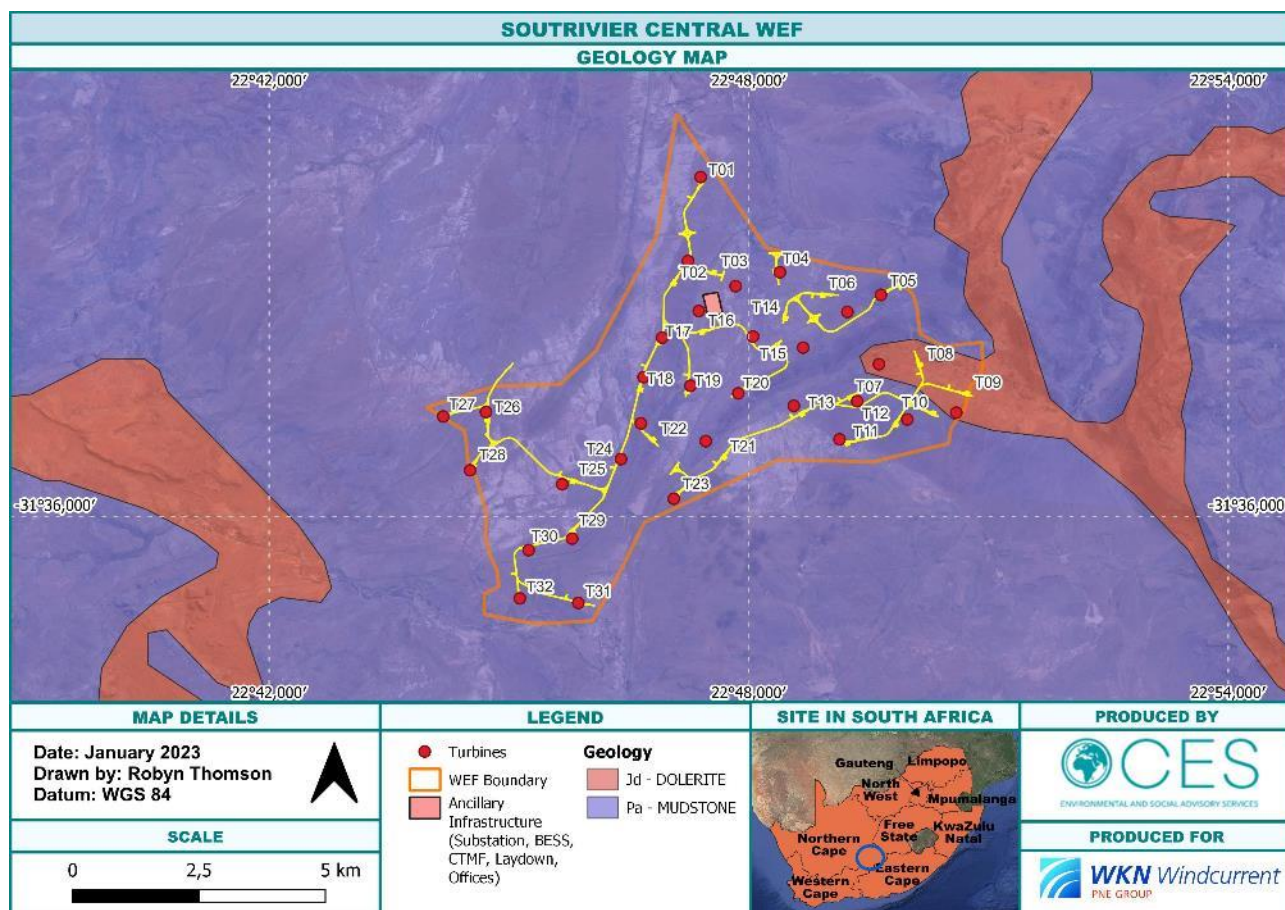 SOUTRIVIER CENTRAL WEF
GEOLOGY MAP
22°42,000'
22°48,000'
22°54,000'
T01
T02
T03
T04
T05
T06
T14
T16
T17
T15
T08
T09
T18
T19
T20
T07
T27
T26
T13
T12
T10
T22
T11
T21
T24
T28
T25
T23
-31°36,000'
-31°36,000'
T29
T30
T32
T31
22°42,000'
22°48,000'
22°54,000'
MAP DETAILS
Date: January 2023
Drawn by: Robyn Thomson
Datum: WGS 84
SCALE
0 2,5 5 km
LEGEND
Turbines
WEF Boundary
Ancillary
Infrastructure
(Substation, BESS,
CTMF, Laydown,
Offices)
Geology
Jd - DOLERITE
Pa - MUDSTONE
SITE IN SOUTH AFRICA
Limpopo
Gauteng
North
West
Mpumalanga
Free
State
KwaZulu
Natal
Northern
Cape
Eastern
Cape
Western
Cape
PRODUCED BY
CES
ENVIRONMENTAL AND SOCIAL ADVISORY SERVICES
PRODUCED FOR
WKN Windcurrent
PNE GROUP